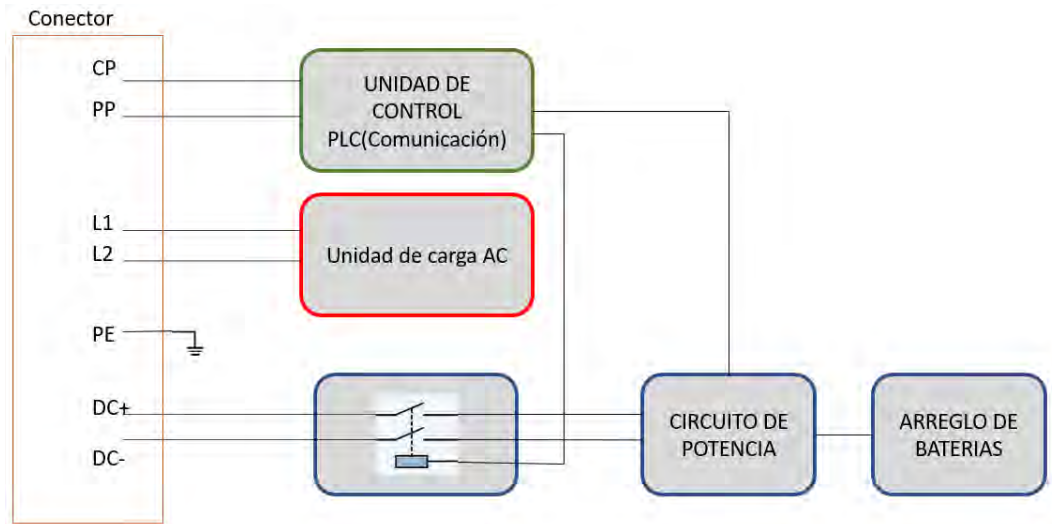 Conector
CP
PP
UNIDAD DE
CONTROL
PLC(Comunicación)
L1
L2
Unidad de carga AC
PE
DC+
DC-
CIRCUITO DE
POTENCIA
ARREGLO DE
BATERIAS